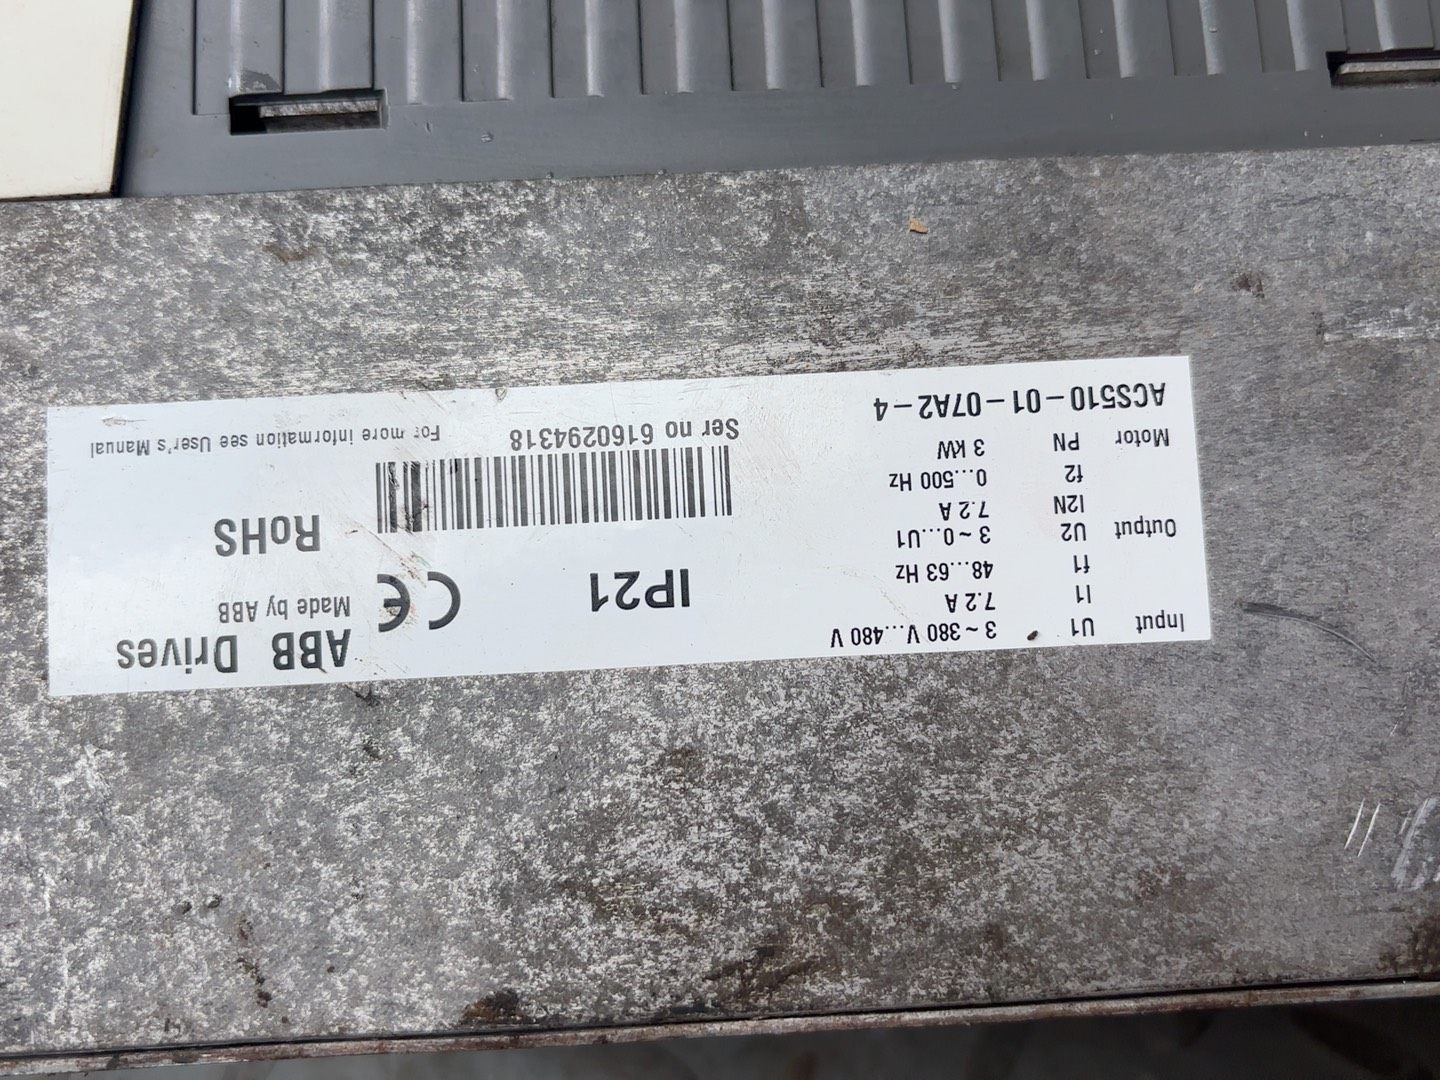 ABB Drives
Made by ABB
CE
RoHS
For more information see User's Manual
IP21
Ser no 6160294318
Input U1 3~380 V...480 V
I1 7.2 A
f1 48...63 Hz
Output U2 3~0...U1
I2N 7.2 A
f2 0...500 Hz
Motor PN 3 kW
ACS510-01-07A2-4